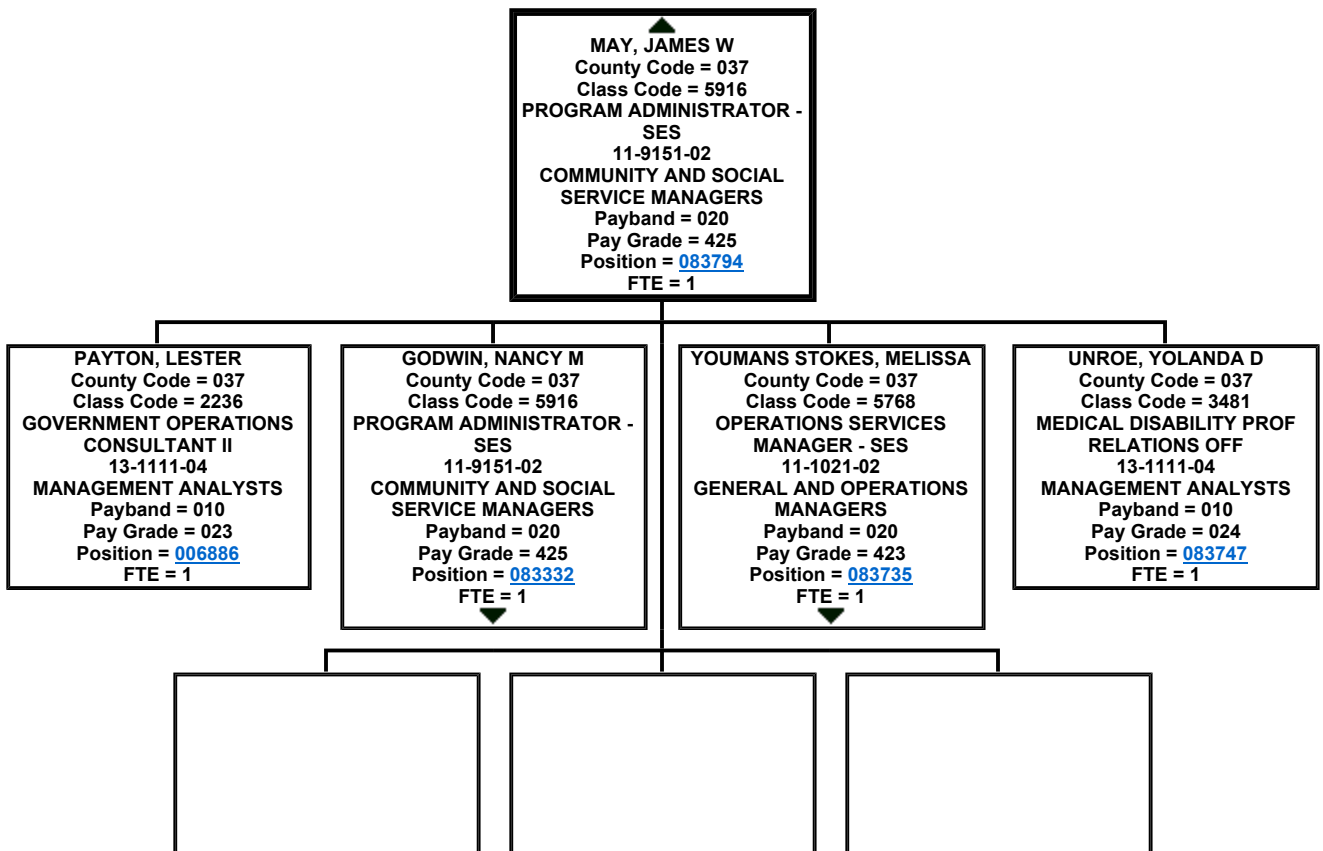 MAY, JAMES W
County Code = 037
Class Code = 5916
PROGRAM ADMINISTRATOR -
SES
11-9151-02
COMMUNITY AND SOCIAL
SERVICE MANAGERS
Payband = 020
Pay Grade = 425
Position = 083794
FTE = 1
PAYTON, LESTER
County Code = 037
Class Code = 2236
GOVERNMENT OPERATIONS
CONSULTANT II
13-1111-04
MANAGEMENT ANALYSTS
Payband = 010
Pay Grade = 023
Position = 006886
FTE = 1
GODWIN, NANCY M
County Code = 037
Class Code = 5916
PROGRAM ADMINISTRATOR -
SES
11-9151-02
COMMUNITY AND SOCIAL
SERVICE MANAGERS
Payband = 020
Pay Grade = 425
Position = 083332
FTE = 1
YOUMANS STOKES, MELISSA
County Code = 037
Class Code = 5768
OPERATIONS SERVICES
MANAGER - SES
11-1021-02
GENERAL AND OPERATIONS
MANAGERS
Payband = 020
Pay Grade = 423
Position = 083735
FTE = 1
UNROE, YOLANDA D
County Code = 037
Class Code = 3481
MEDICAL DISABILITY PROF
RELATIONS OFF
13-1111-04
MANAGEMENT ANALYSTS
Payband = 010
Pay Grade = 024
Position = 083747
FTE = 1